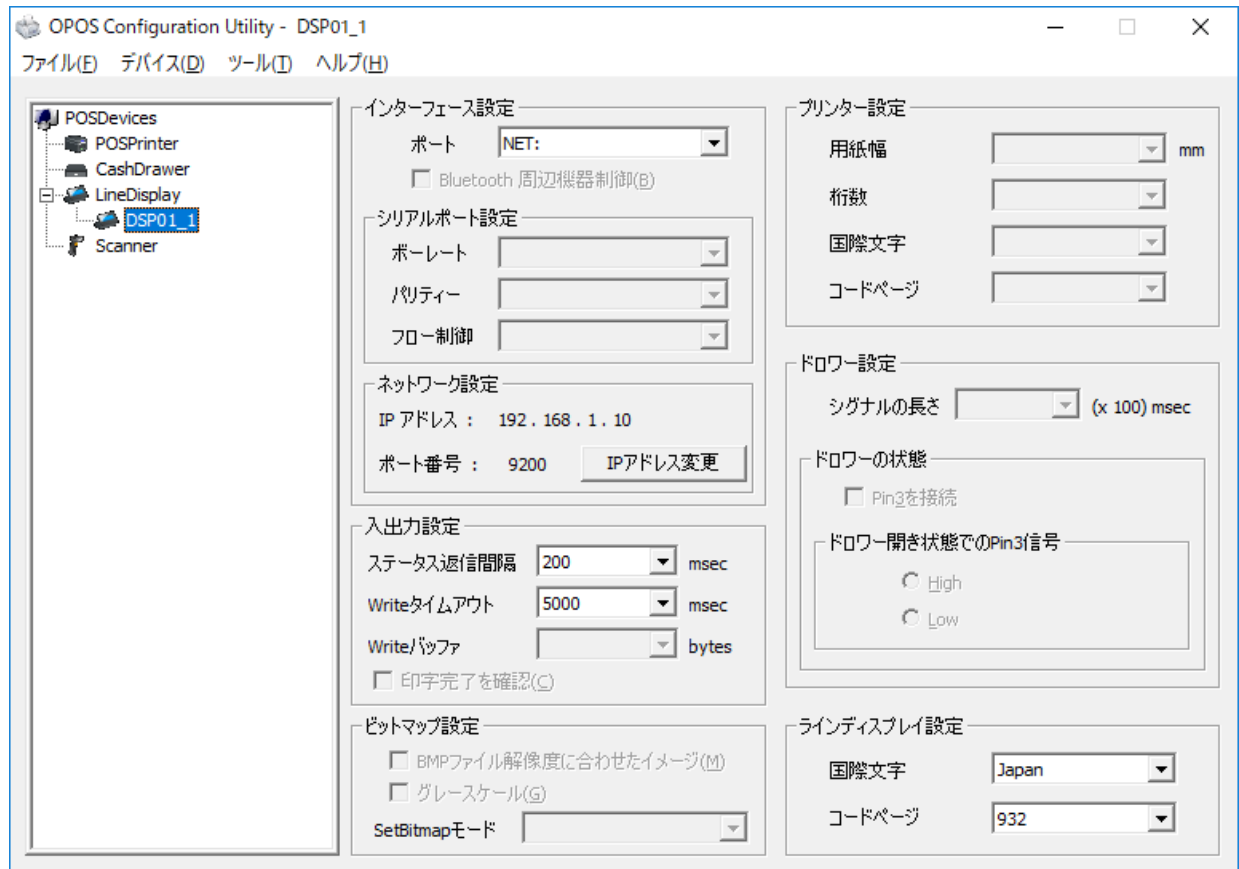 OPOS Configuration Utility - DSP01_1
ファイル(F) デバイス(D) ツール(T) ヘルプ(H)
POSDevices
POSPrinter
CashDrawer
LineDisplay
DSP01_1
Scanner
インターフェース設定
ポート NET:
Bluetooth 周辺機器制御(B)
シリアルポート設定
ボーレート
パリティー
フロー制御
ネットワーク設定
IP アドレス : 192 . 168 . 1 . 10
ポート番号 : 9200 IPアドレス変更
入出力設定
ステータス返信間隔 200 msec
Writeタイムアウト 5000 msec
Writeバッファ bytes
印字完了を確認(C)
ビットマップ設定
BMPファイル解像度に合わせたイメージ(M)
グレースケール(G)
SetBitmapモード
プリンター設定
用紙幅 mm
桁数
国際文字
コードページ
ドロワー設定
シグナルの長さ (x 100) msec
ドロワーの状態
Pin3を接続
ドロワー開き状態でのPin3信号
High
Low
ラインディスプレイ設定
国際文字 Japan
コードページ 932